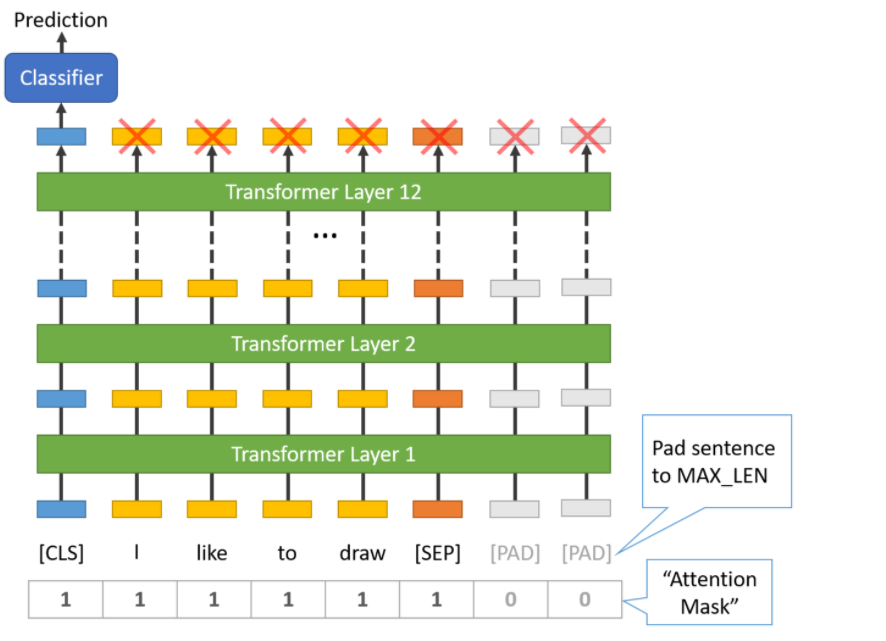 Prediction
Classifier
Transformer Layer 12
...
Transformer Layer 2
Transformer Layer 1
Pad sentence
to MAX_LEN
[CLS] I like to draw [SEP] [PAD] [PAD]
1 1 1 1 1 1 0 0
“Attention
Mask”